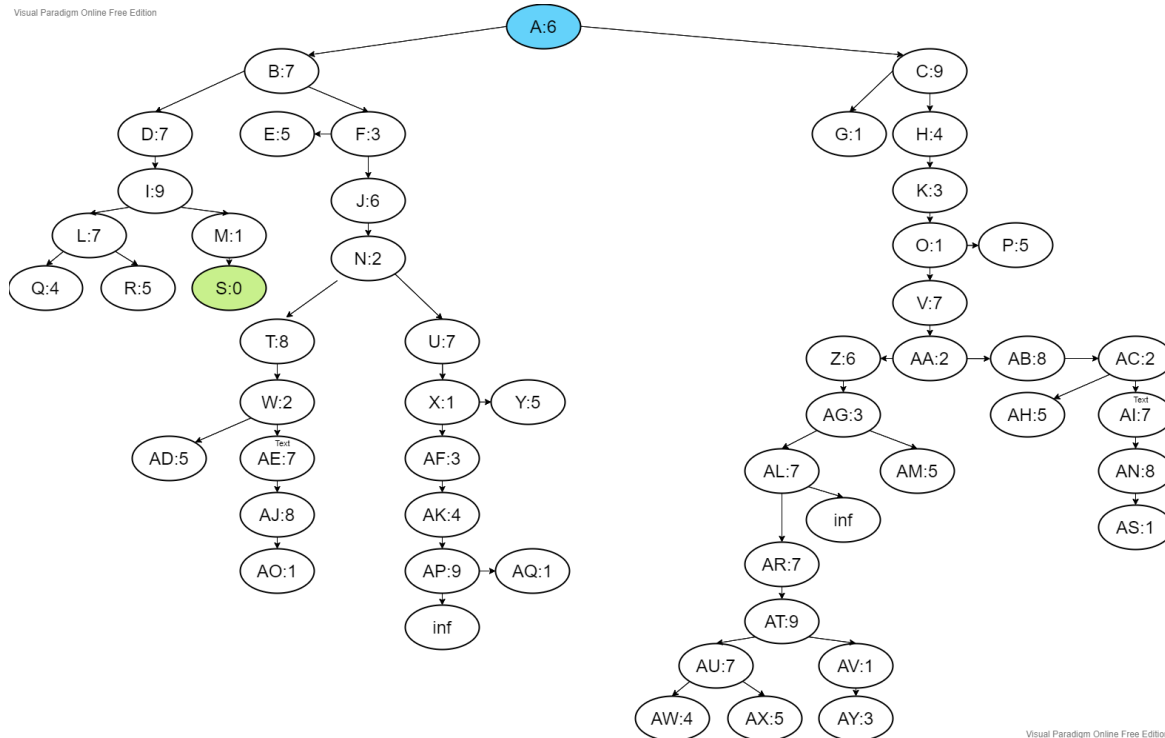 Visual Paradigm Online Free Edition
A:6
B:7
C:9
D:7
E:5
F:3
G:1
H:4
I:9
J:6
K:3
L:7
M:1
N:2
O:1
P:5
Q:4
R:5
S:0
V:7
T:8
U:7
Z:6
AA:2
AB:8
AC:2
W:2
X:1
Y:5
AG:3
AH:5
Text
AI:7
AD:5
Text
AE:7
AF:3
AL:7
AM:5
AN:8
AJ:8
AK:4
inf
AS:1
AO:1
AP:9
AQ:1
AR:7
inf
AT:9
AU:7
AV:1
AW:4
AX:5
AY:3
Visual Paradigm Online Free Edition